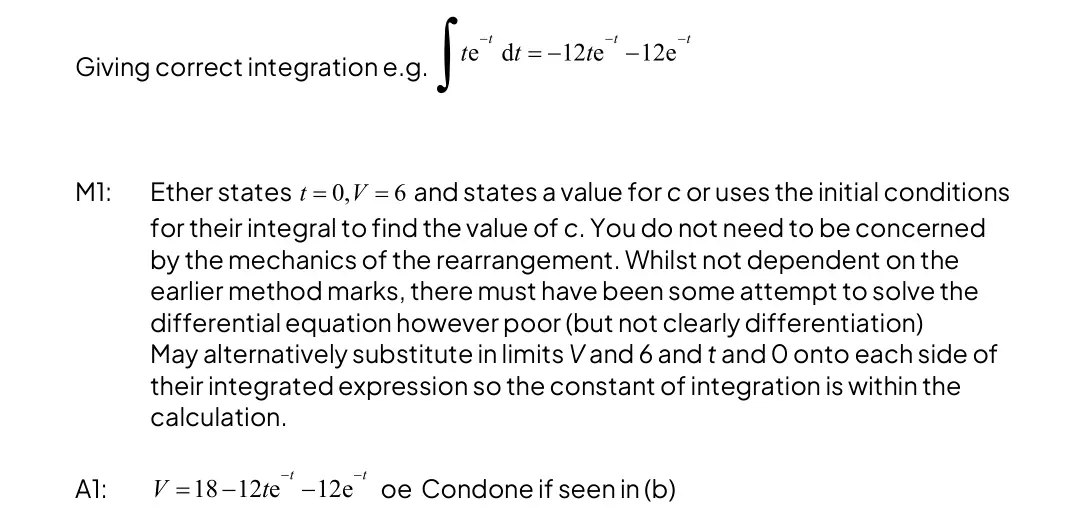 Giving correct integration e.g. ∫te⁻ᵗ dt = −12te⁻ᵗ −12e⁻ᵗ
M1: Ether states t = 0, V = 6 and states a value for c or uses the initial conditions
for their integral to find the value of c. You do not need to be concerned
by the mechanics of the rearrangement. Whilst not dependent on the
earlier method marks, there must have been some attempt to solve the
differential equation however poor (but not clearly differentiation)
May alternatively substitute in limits V and 6 and t and 0 onto each side of
their integrated expression so the constant of integration is within the
calculation.
A1: V = 18 −12te⁻ᵗ −12e⁻ᵗ oe Condone if seen in (b)